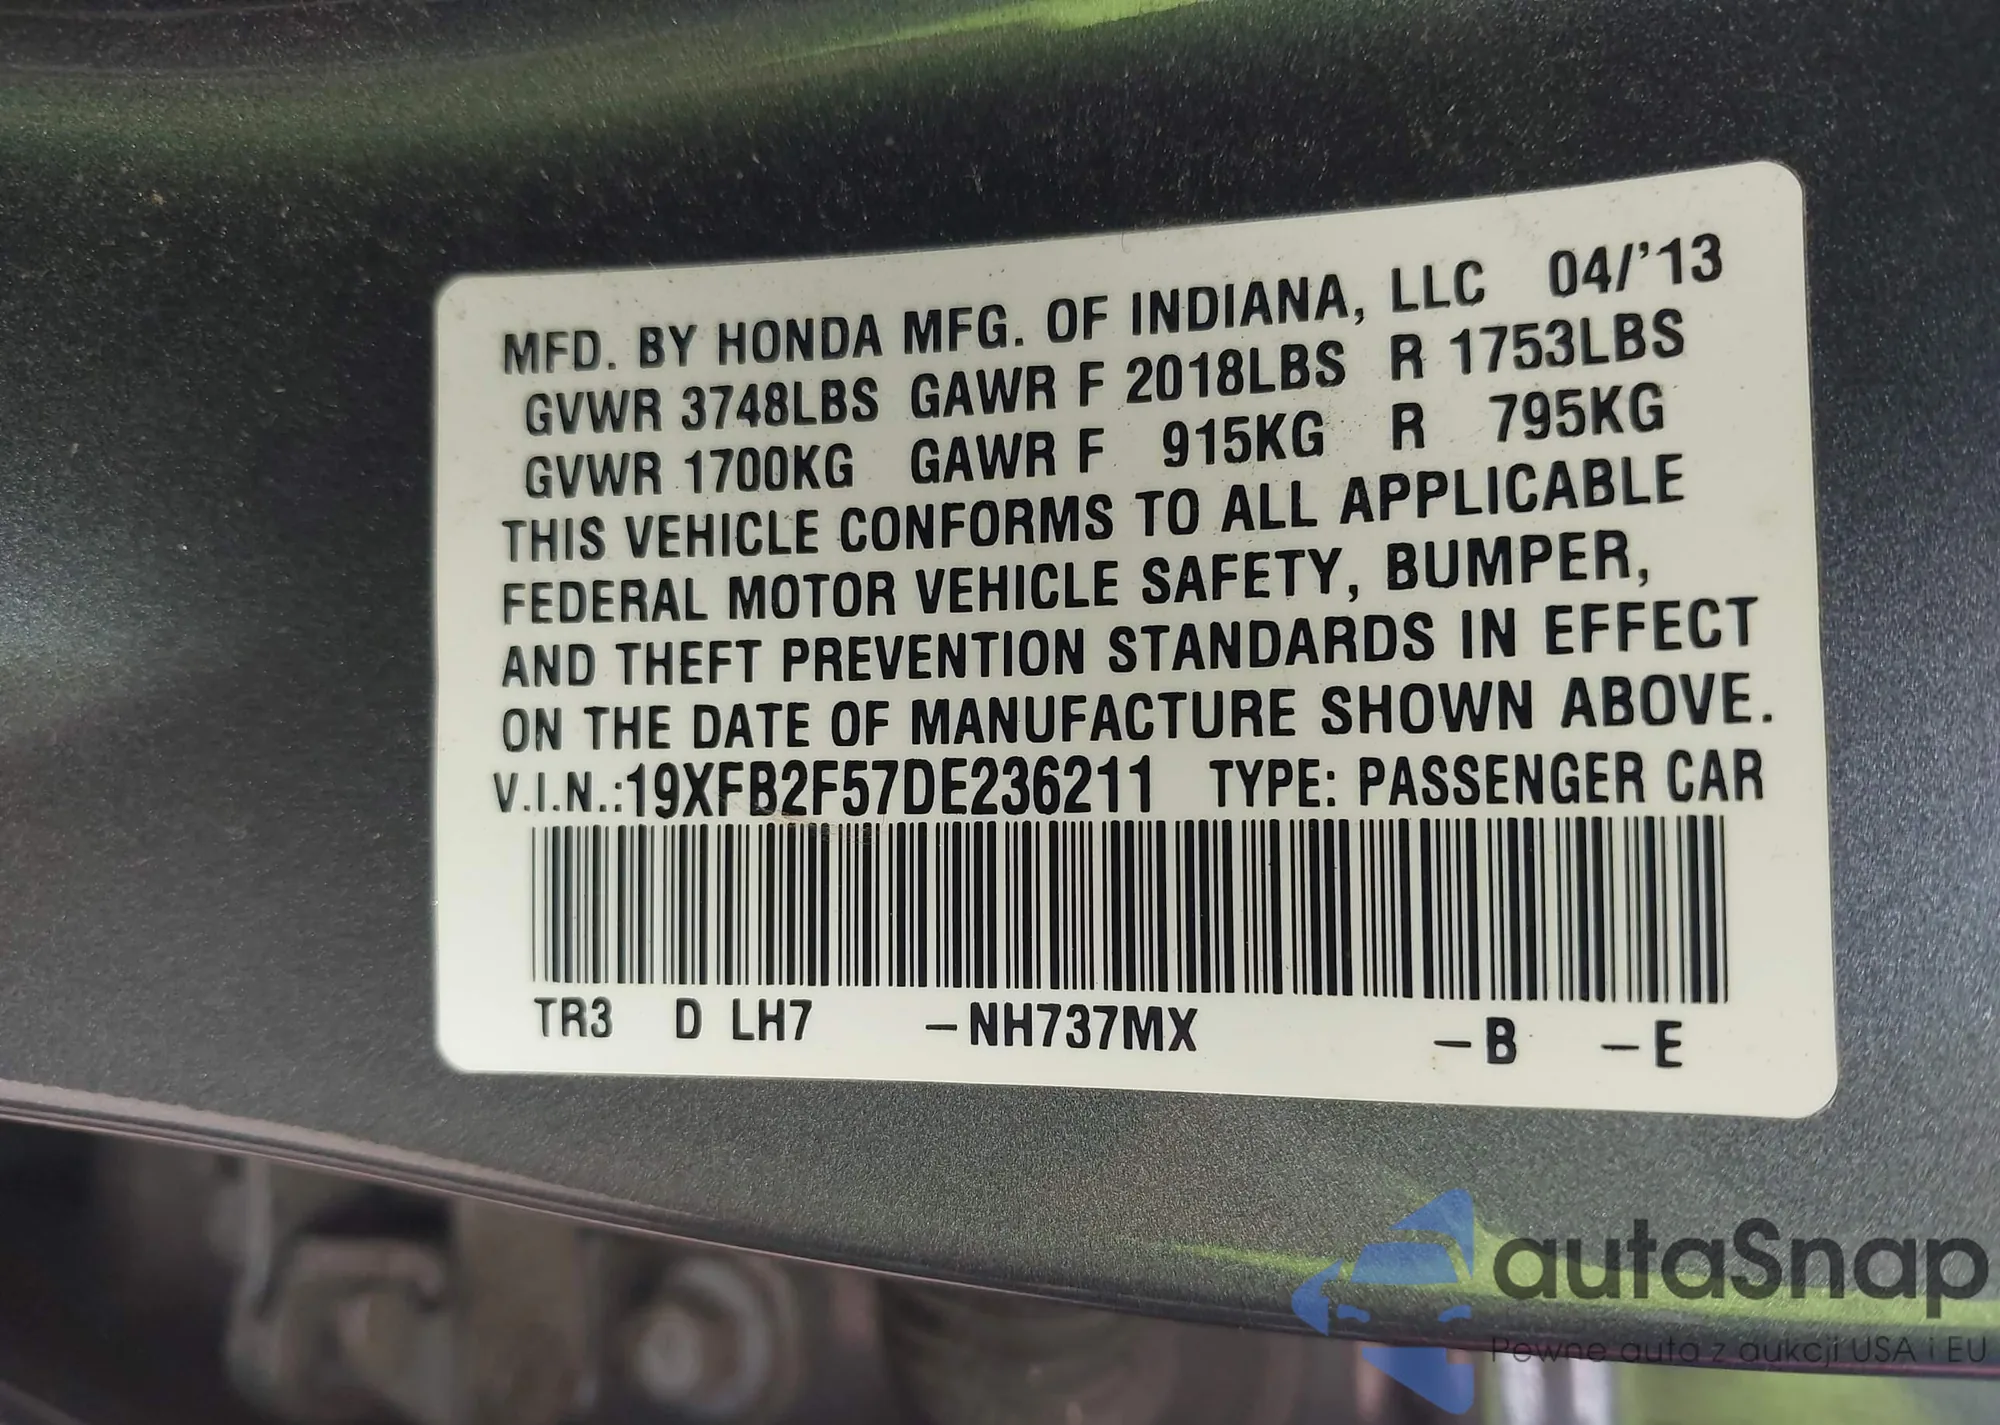 MFD. BY HONDA MFG. OF INDIANA, LLC 04/'13
GVWR 3748LBS GAWR F 2018LBS R 1753LBS
GVWR 1700KG GAWR F 915KG R 795KG
THIS VEHICLE CONFORMS TO ALL APPLICABLE
FEDERAL MOTOR VEHICLE SAFETY, BUMPER,
AND THEFT PREVENTION STANDARDS IN EFFECT
ON THE DATE OF MANUFACTURE SHOWN ABOVE.
V.I.N.:19XFB2F57DE236211 TYPE: PASSENGER CAR
TR3 D LH7 –NH737MX –B –E
autaSnap
Pewne auta z aukcji USA i EU